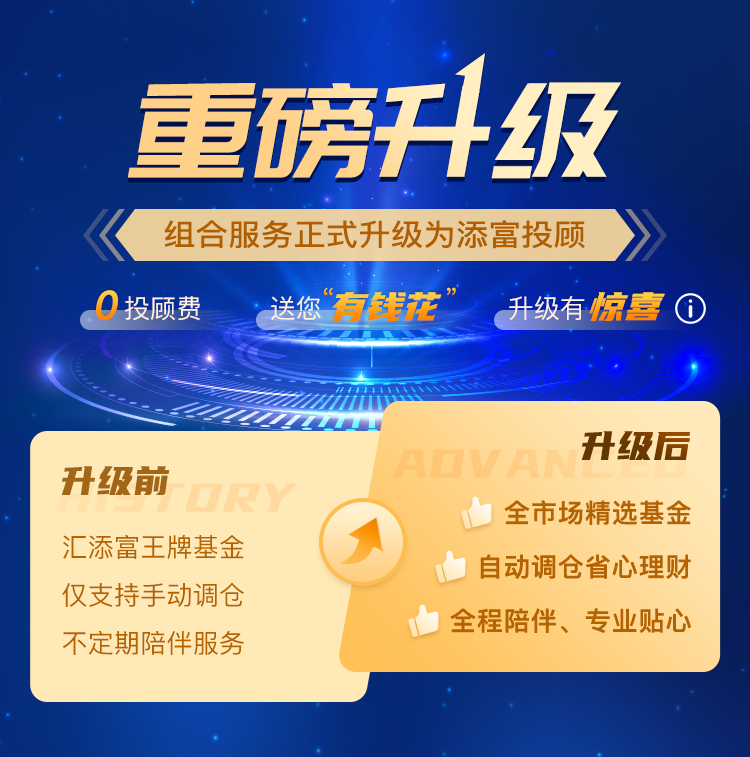 重磅升级
组合服务正式升级为添富投顾
0投顾费 送您“有钱花” 升级有惊喜
升级前
HISTORY
汇添富王牌基金
仅支持手动调仓
不定期陪伴服务
升级后
ADVANCED
全市场精选基金
自动调仓省心理财
全程陪伴、专业贴心